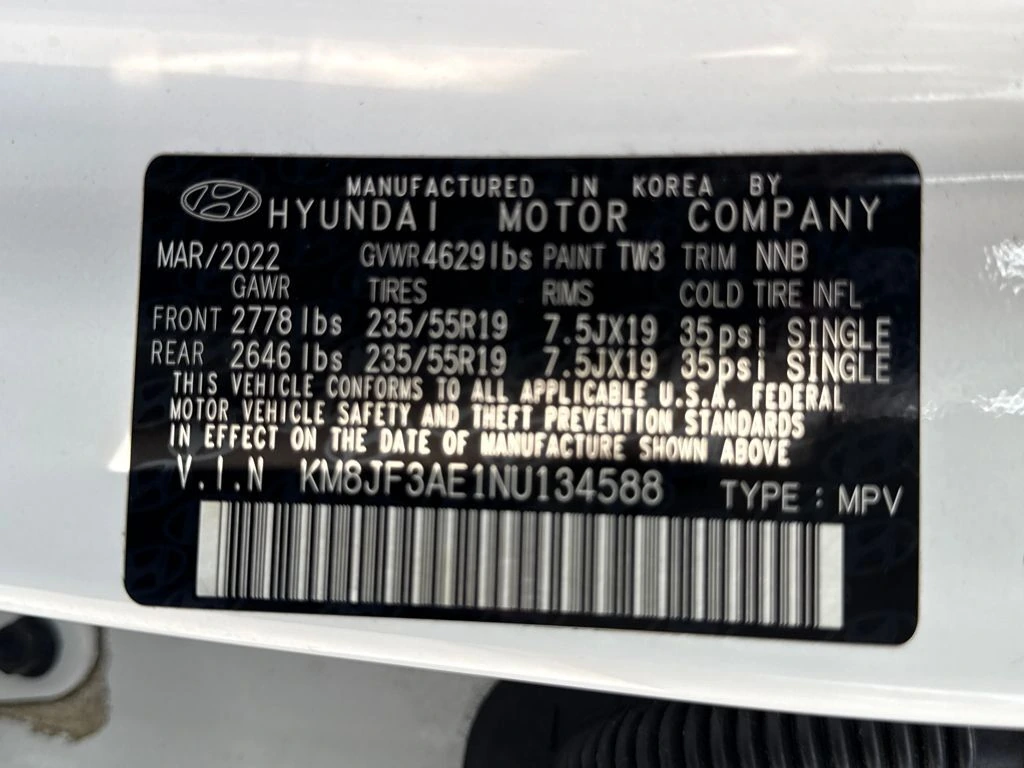 MANUFACTURED IN KOREA BY
HYUNDAI MOTOR COMPANY
MAR/2022 GVWR 4629lbs PAINT TW3 TRIM NNB
GAWR TIRES RIMS COLD TIRE INFL
FRONT 2778 lbs 235/55R19 7.5JX19 35psi SINGLE
REAR 2646 lbs 235/55R19 7.5JX19 35psi SINGLE
THIS VEHICLE CONFORMS TO ALL APPLICABLE U.S.A. FEDERAL
MOTOR VEHICLE SAFETY AND THEFT PREVENTION STANDARDS
IN EFFECT ON THE DATE OF MANUFACTURE SHOWN ABOVE
V.I.N KM8JF3AE1NU134588 TYPE : MPV